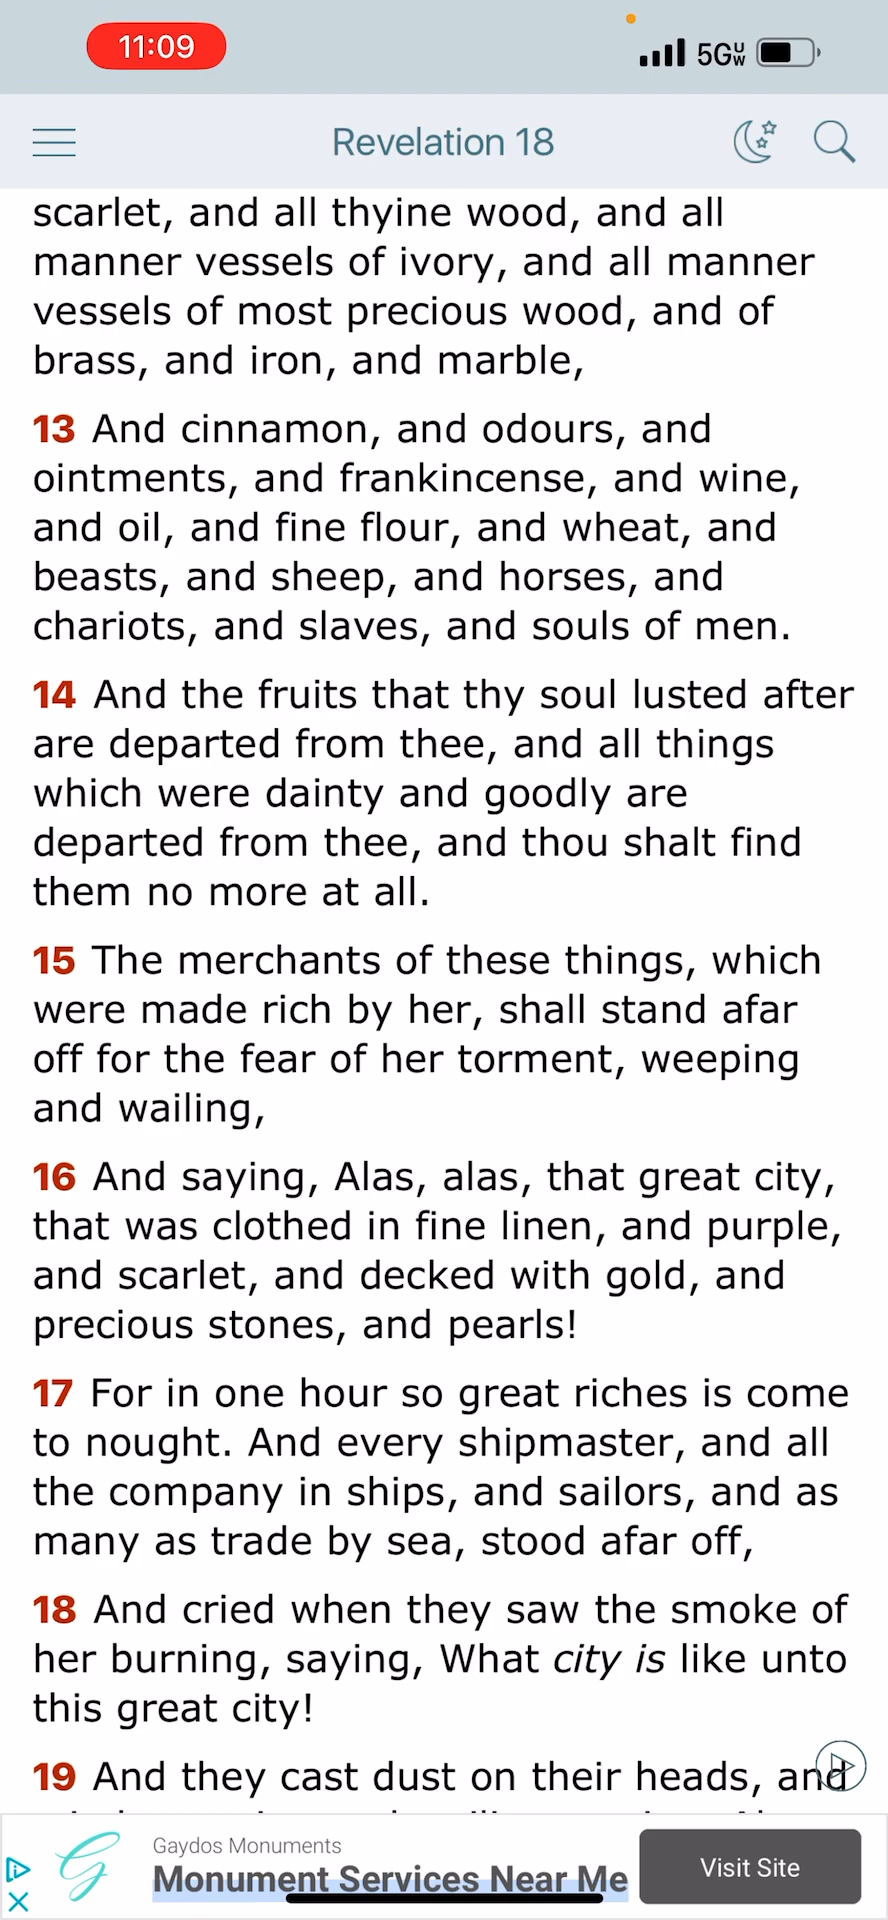 11:09
5GUW
Revelation 18
scarlet, and all thyine wood, and all
manner vessels of ivory, and all manner
vessels of most precious wood, and of
brass, and iron, and marble,
13 And cinnamon, and odours, and
ointments, and frankincense, and wine,
and oil, and fine flour, and wheat, and
beasts, and sheep, and horses, and
chariots, and slaves, and souls of men.
14 And the fruits that thy soul lusted after
are departed from thee, and all things
which were dainty and goodly are
departed from thee, and thou shalt find
them no more at all.
15 The merchants of these things, which
were made rich by her, shall stand afar
off for the fear of her torment, weeping
and wailing,
16 And saying, Alas, alas, that great city,
that was clothed in fine linen, and purple,
and scarlet, and decked with gold, and
precious stones, and pearls!
17 For in one hour so great riches is come
to nought. And every shipmaster, and all
the company in ships, and sailors, and as
many as trade by sea, stood afar off,
18 And cried when they saw the smoke of
her burning, saying, What city is like unto
this great city!
19 And they cast dust on their heads, and
Gaydos Monuments
Monument Services Near Me
Visit Site